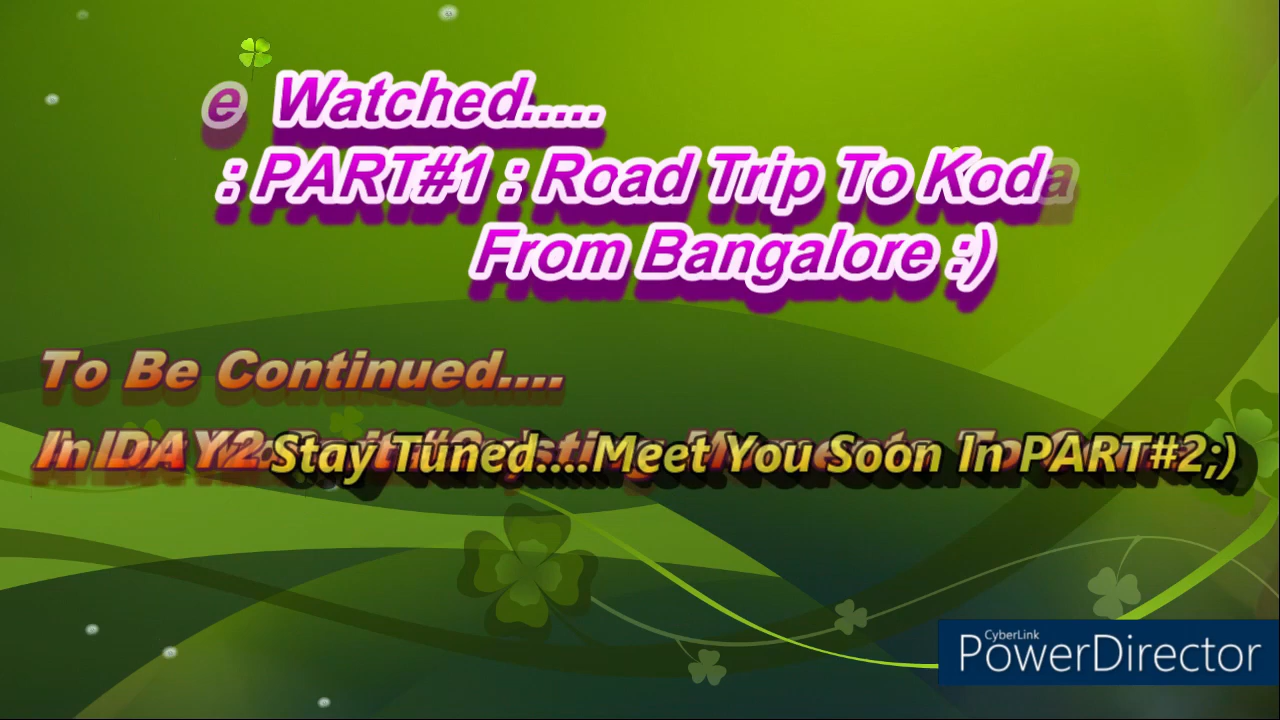 e Watched.....
: PART#1 : Road Trip To Koda
From Bangalore :)
To Be Continued....
Stay Tuned....Meet You Soon In PART#2;)
CyberLink
PowerDirector